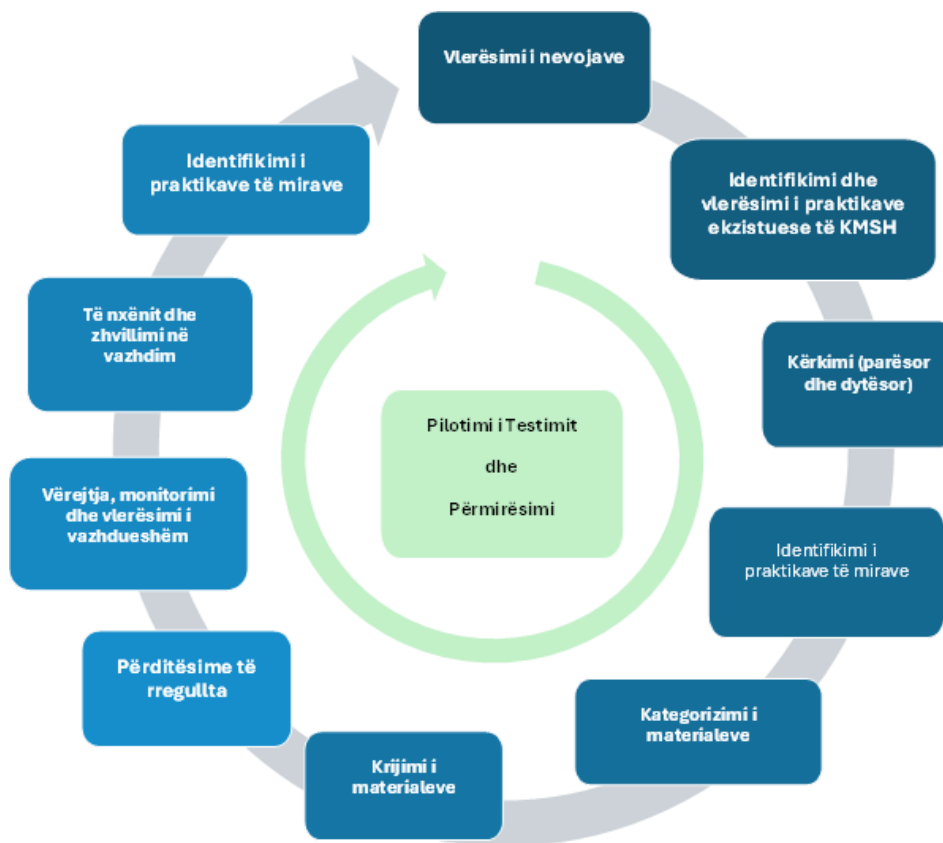 Vlerësimi i nevojave
Identifikimi dhe
vlerësimi i praktikave
ekzistuese të KMSH
Kërkimi (parësor
dhe dytësor)
Identifikimi i
praktikave të mirave
Kategorizimi i
materialeve
Krijimi i
materialeve
Përditësime të
rregullta
Vërejtja, monitorimi
dhe vlerësimi i
vazhdueshëm
Të nxënit dhe
zhvillimi në
vazhdim
Identifikimi i
praktikave të mirave
Pilotimi i Testimit
dhe
Përmirësimi